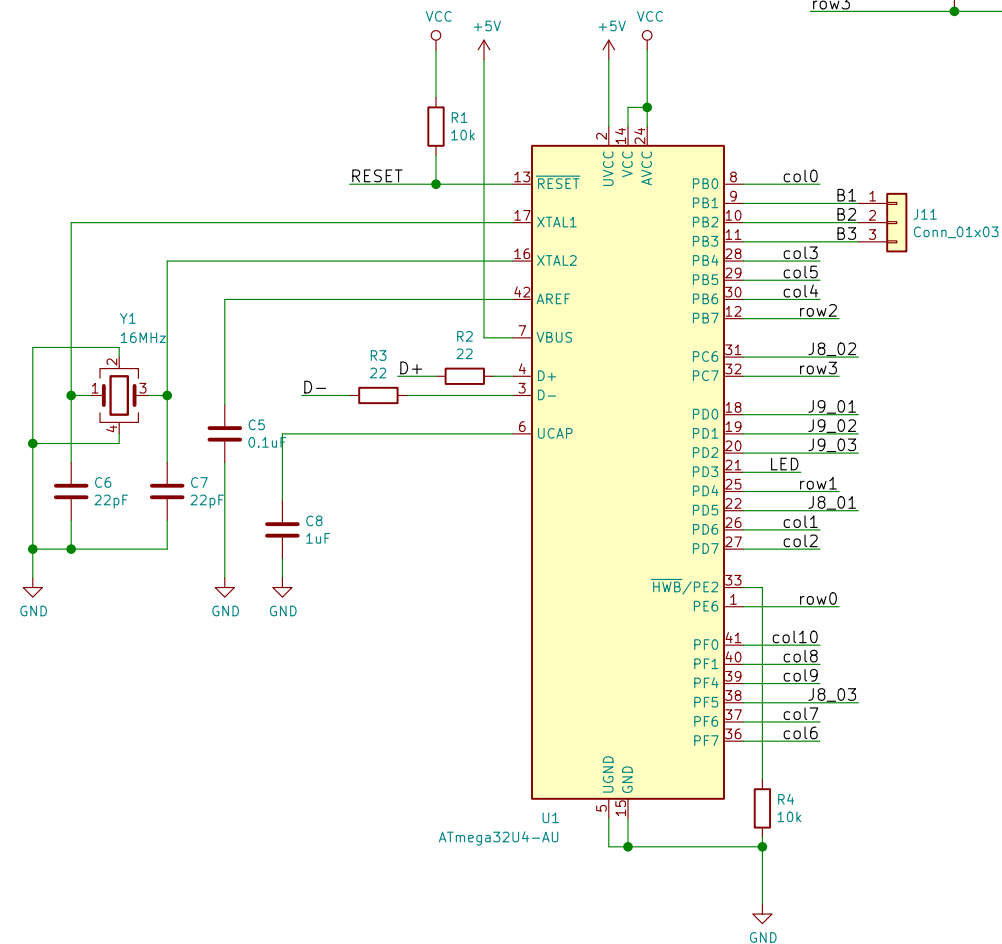 row3
VCC
+5V
+5V
VCC
R1
10k
2
14
24
UVCC
VCC
AVCC
RESET
13
RESET
17
XTAL1
16
XTAL2
42
AREF
7
VBUS
4
D+
3
D-
6
UCAP
PB0
8
col0
PB1
9
B1
1
PB2
10
B2
2
PB3
11
B3
3
J11
Conn_01x03
PB4
28
col3
PB5
29
col5
PB6
30
col4
PB7
12
row2
PC6
31
J8_02
PC7
32
row3
PD0
18
J9_01
PD1
19
J9_02
PD2
20
J9_03
PD3
21
LED
PD4
25
row1
PD5
22
J8_01
PD6
26
col1
PD7
27
col2
HWB/PE2
33
PE6
1
row0
PF0
41
col10
PF1
40
col8
PF4
39
col9
PF5
38
J8_03
PF6
37
col7
PF7
36
col6
Y1
16MHz
2
1
3
4
R3
22
D+
R2
22
D-
C5
0.1uF
C6
22pF
C7
22pF
C8
1uF
GND
GND
GND
UGND
GND
5
15
U1
ATmega32U4-AU
R4
10k
GND